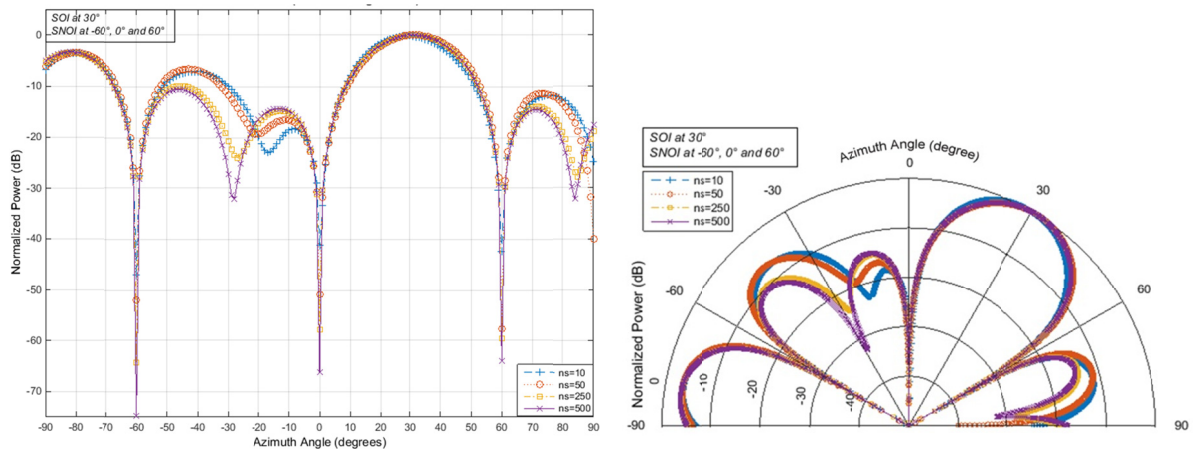 SOI at 30°
SNOI at -60°, 0° and 60°
0
-10
-20
-30
-40
-50
-60
-70
Normalized Power (dB)
-90 -80 -70 -60 -50 -40 -30 -20 -10 0 10 20 30 40 50 60 70 80 90
Azimuth Angle (degrees)
ns=10
ns=50
ns=250
ns=500
SOI at 30°
SNOI at -60°, 0° and 60°
ns=10
ns=50
ns=250
ns=500
Azimuth Angle (degree)
0
-30
30
-60
60
-90
90
Normalized Power (dB)
0
-10
-20
-30
-40